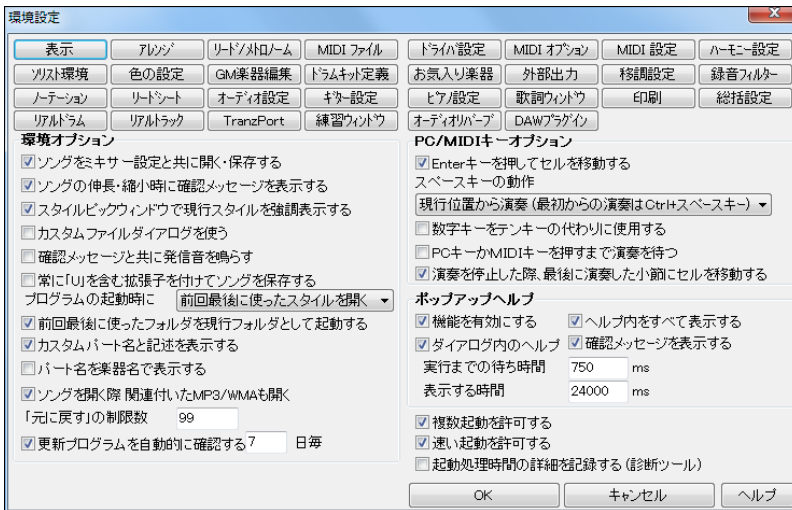 環境設定
表示 アレンジ リード/メトロノーム MIDI ファイル ドライバ設定 MIDI オプション MIDI 設定 ハーモニー設定
ソリスト環境 色の設定 GM楽器編集 ドラムキット定義 お気入り楽器 外部出力 移調設定 録音フィルター
ノーテーション リードシート オーディオ設定 ギター設定 ピアノ設定 歌詞ウィンドウ 印刷 総括設定
リアルドラム リアルトラック TranzPort 練習ウィンドウ オーディオリバーブ DAWプラグイン
環境オプション
ソングをミキサー設定と共に開く・保存する
ソングの伸長・縮小時に確認メッセージを表示する
スタイルピックウィンドウで現行スタイルを強調表示する
カスタムファイルダイアログを使う
確認メッセージと共に発信音を鳴らす
常に「U」を含む拡張子を付けてソングを保存する
プログラムの起動時に 前回最後に使ったスタイルを開く
前回最後に使ったフォルダを現行フォルダとして起動する
カスタムパート名と記述を表示する
パート名を楽器名で表示する
ソングを開く際 関連付いたMP3/WMAも開く
「元に戻す」の制限数 99
更新プログラムを自動的に確認する 7 日毎
PC/MIDIキーオプション
Enterキーを押してセルを移動する
スペースキーの動作
現行位置から演奏 (最初からの演奏はCtrl+スペースキー)
数字キーをテンキーの代わりに使用する
PCキーかMIDIキーを押すまで演奏を待つ
演奏を停止した際、最後に演奏した小節にセルを移動する
ポップアップヘルプ
機能を有効にする ヘルプ内をすべて表示する
ダイアログ内のヘルプ 確認メッセージを表示する
実行までの待ち時間 750 ms
表示する時間 24000 ms
複数起動を許可する
速い起動を許可する
起動処理時間の詳細を記録する (診断ツール)
OK キャンセル ヘルプ